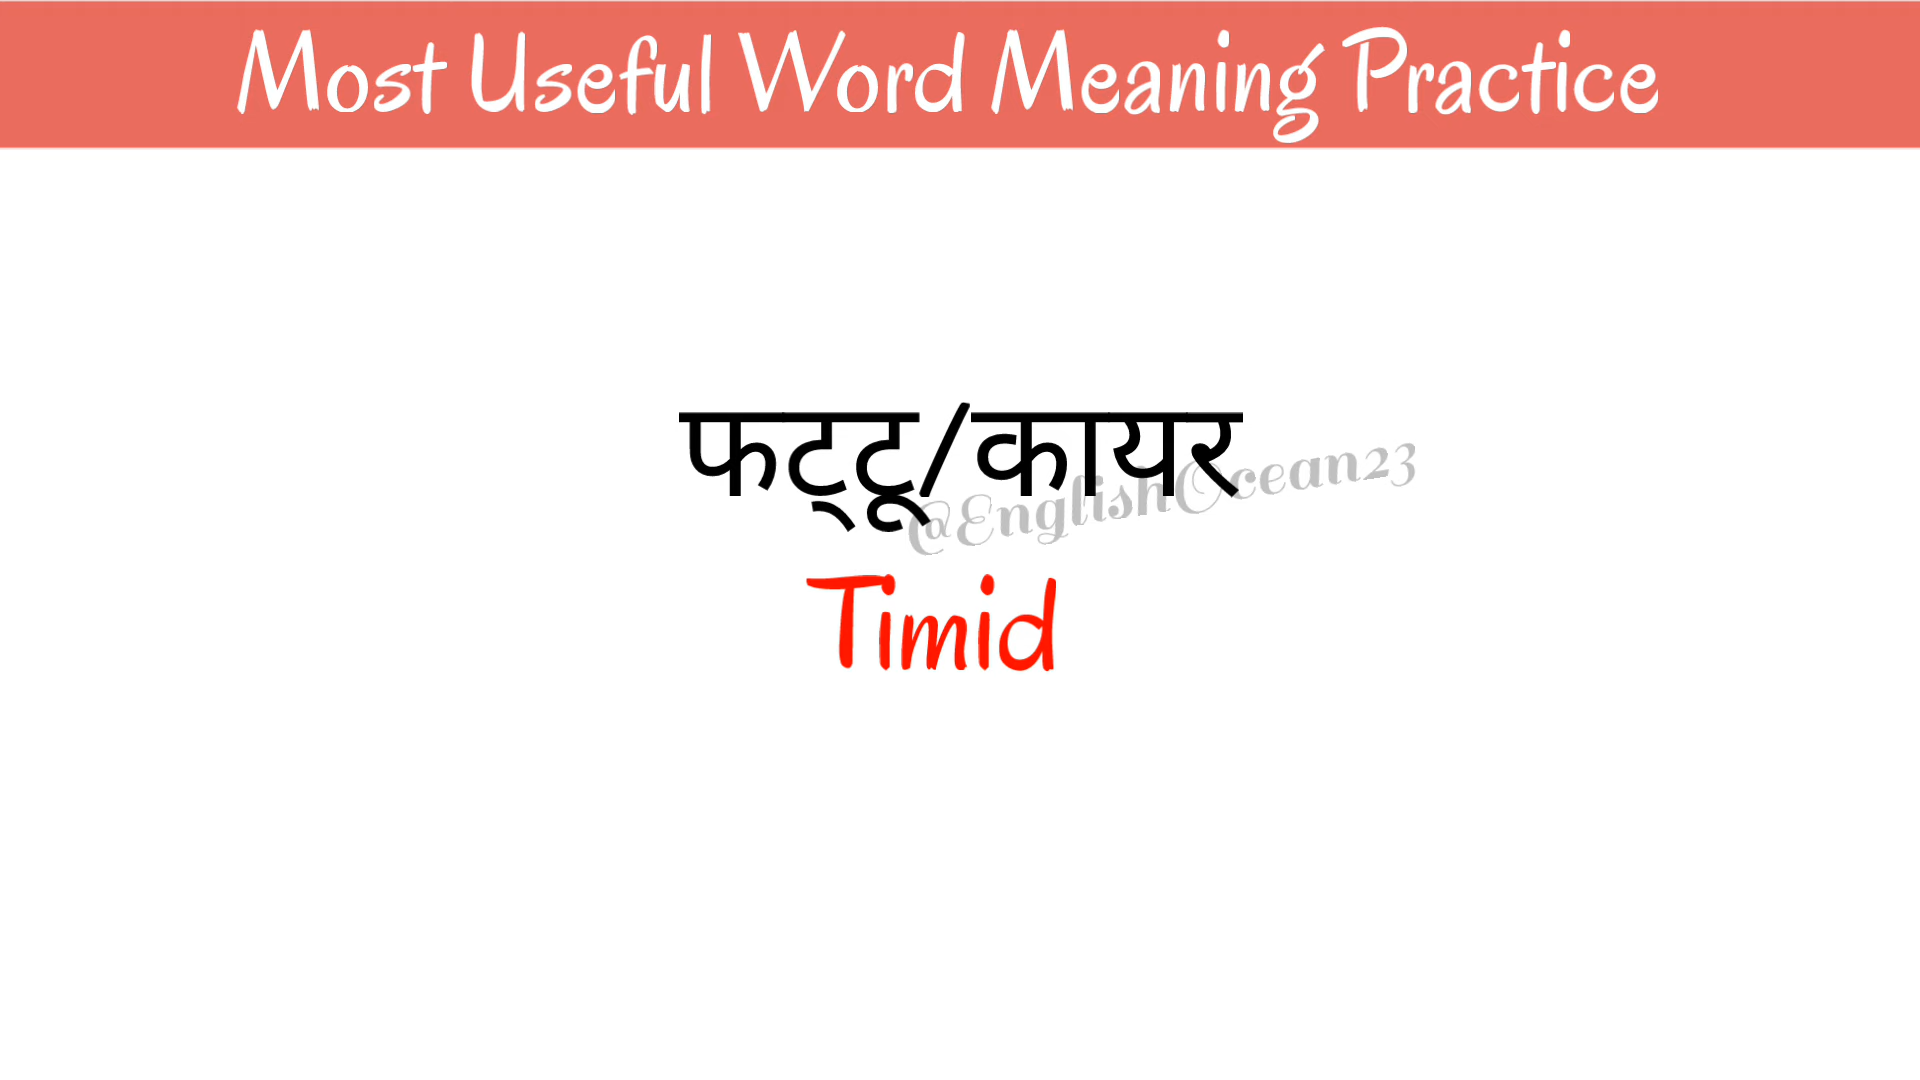 Most Useful Word Meaning Practice
फट्टू/कायर
@EnglishOcean23
Timid